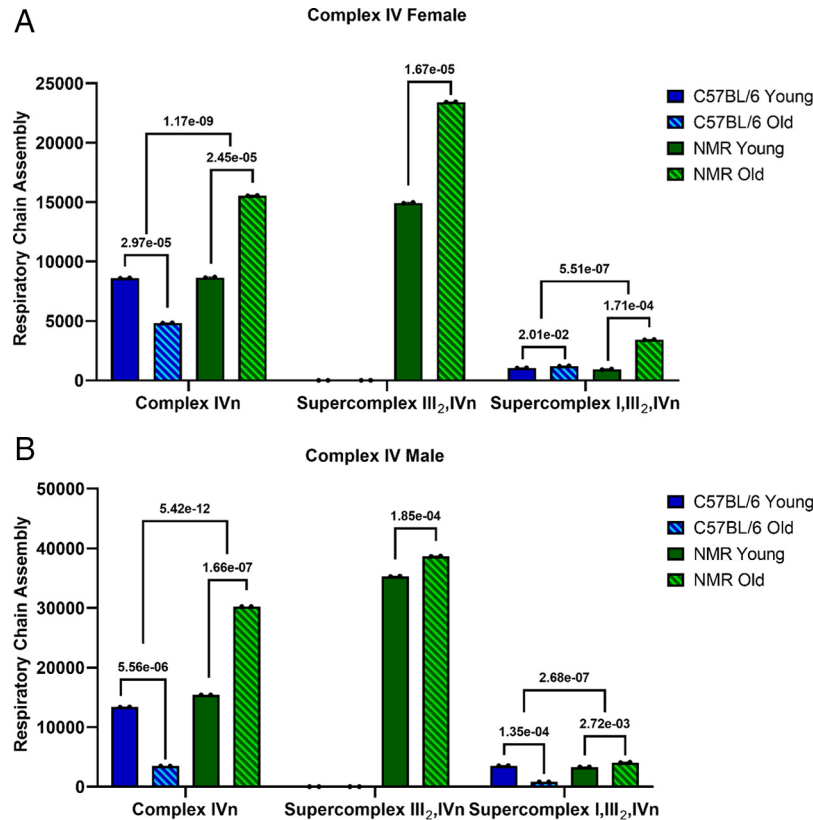 A
Complex IV Female
Respiratory Chain Assembly
25000
20000
15000
10000
5000
0
2.97e-05
1.17e-09
2.45e-05
1.67e-05
2.01e-02
5.51e-07
1.71e-04
Complex IVn
Supercomplex III₂,IVn
Supercomplex I,III₂,IVn
C57BL/6 Young
C57BL/6 Old
NMR Young
NMR Old
B
Complex IV Male
Respiratory Chain Assembly
50000
40000
30000
20000
10000
0
5.56e-06
5.42e-12
1.66e-07
1.85e-04
1.35e-04
2.68e-07
2.72e-03
Complex IVn
Supercomplex III₂,IVn
Supercomplex I,III₂,IVn
C57BL/6 Young
C57BL/6 Old
NMR Young
NMR Old